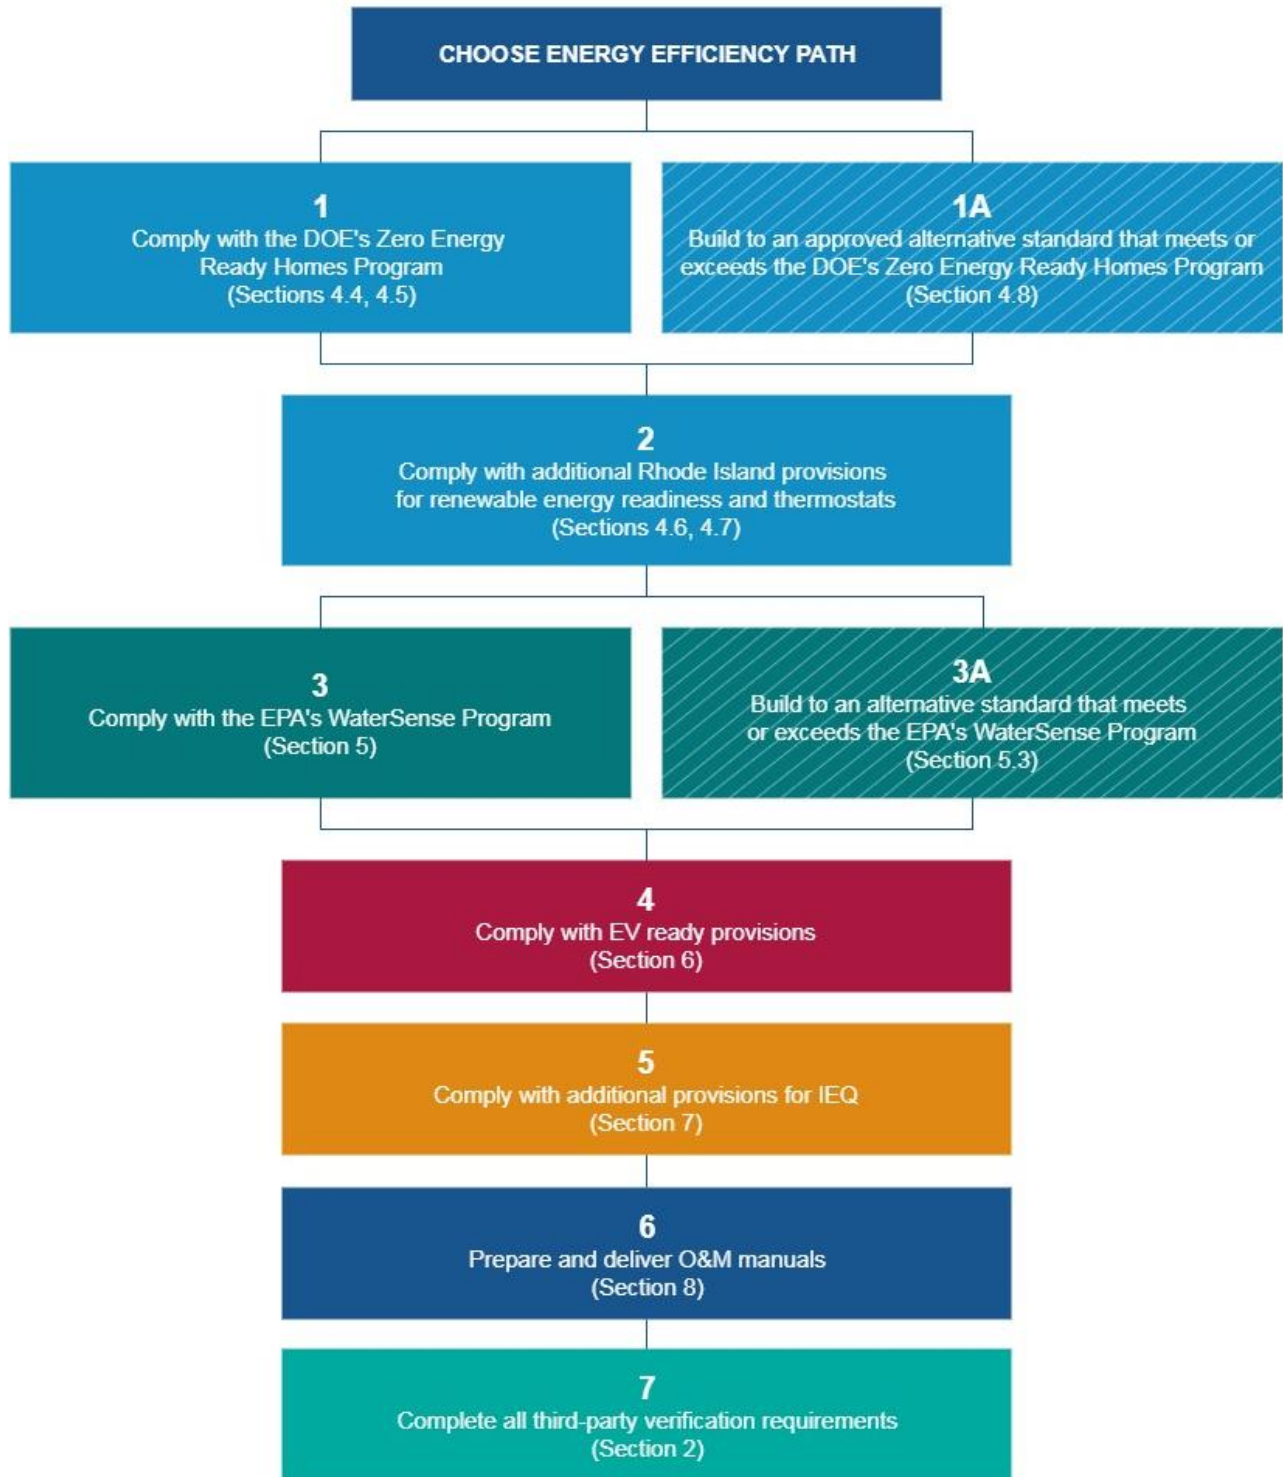 CHOOSE ENERGY EFFICIENCY PATH
1
Comply with the DOE's Zero Energy
Ready Homes Program
(Sections 4.4, 4.5)
1A
Build to an approved alternative standard that meets or
exceeds the DOE's Zero Energy Ready Homes Program
(Section 4.8)
2
Comply with additional Rhode Island provisions
for renewable energy readiness and thermostats
(Sections 4.6, 4.7)
3
Comply with the EPA's WaterSense Program
(Section 5)
3A
Build to an alternative standard that meets
or exceeds the EPA's WaterSense Program
(Section 5.3)
4
Comply with EV ready provisions
(Section 6)
5
Comply with additional provisions for IEQ
(Section 7)
6
Prepare and deliver O&M manuals
(Section 8)
7
Complete all third-party verification requirements
(Section 2)